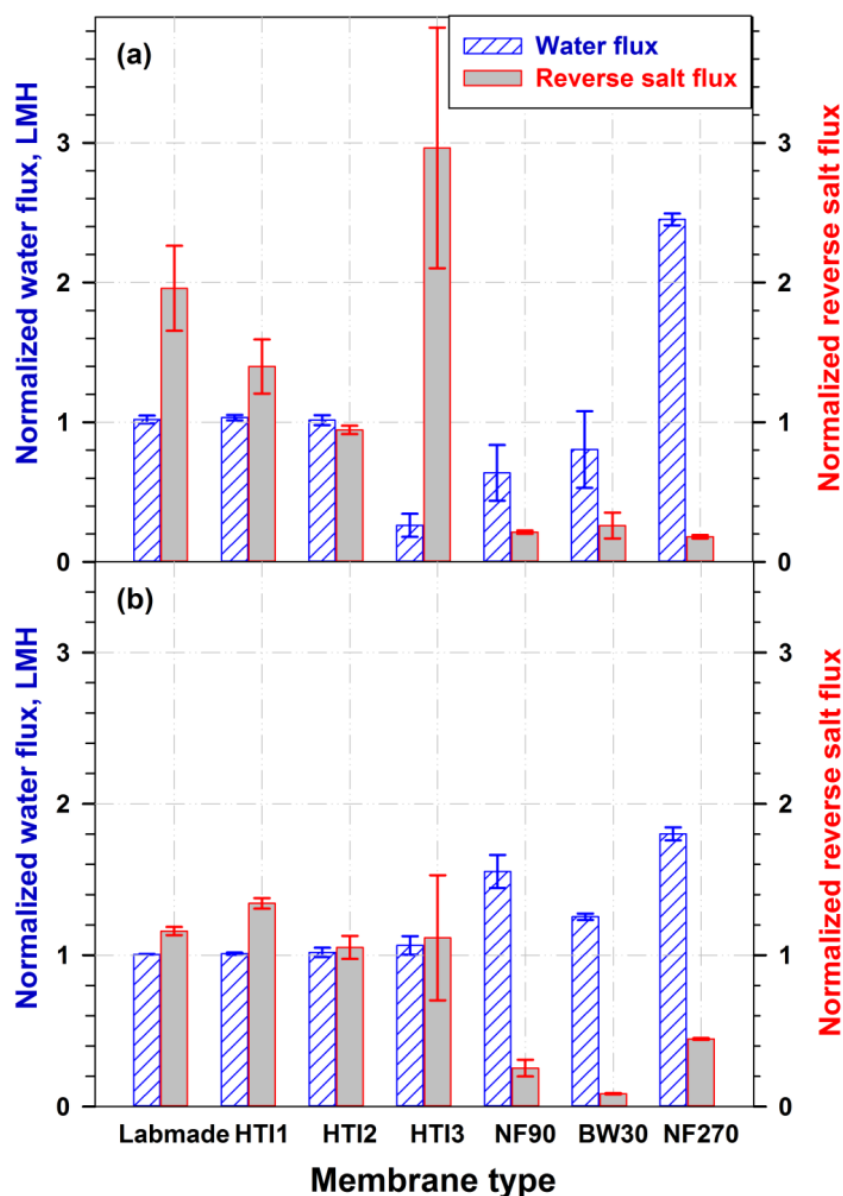 (a)
Water flux
Reverse salt flux
Normalized water flux, LMH
3
2
1
0
Normalized reverse salt flux
3
2
1
0
(b)
Normalized water flux, LMH
3
2
1
0
Normalized reverse salt flux
3
2
1
0
Labmade HTI1 HTI2 HTI3 NF90 BW30 NF270
Membrane type